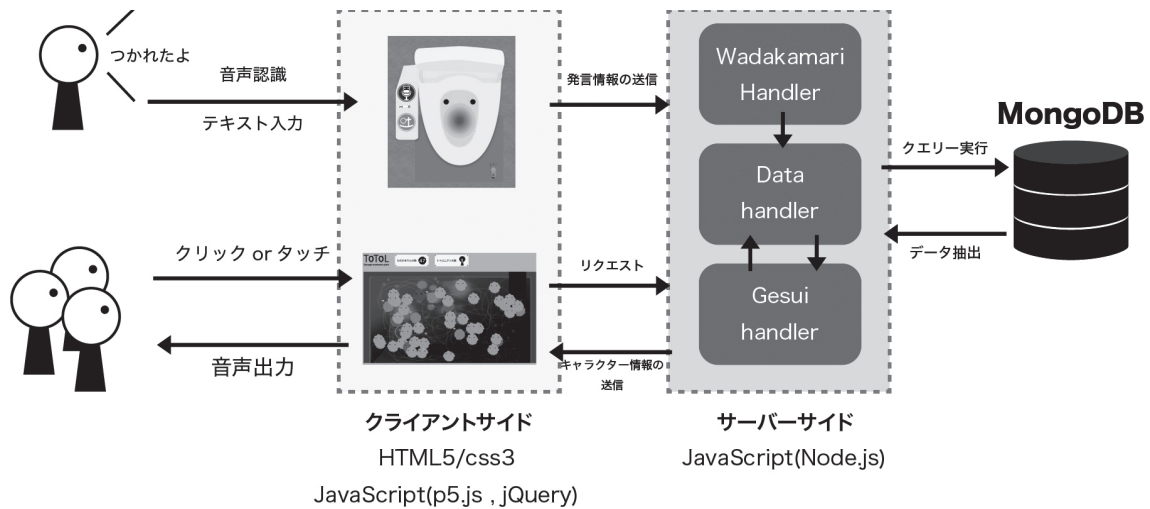 つかれたよ
音声認識
テキスト入力
発言情報の送信
Wadakamari
Handler
Data
handler
Gesui
handler
MongoDB
クエリー実行
データ抽出
クリック or タッチ
音声出力
ToToL
リクエスト
キャラクター情報の
送信
クライアントサイド
HTML5/css3
JavaScript(p5.js , jQuery)
サーバーサイド
JavaScript(Node.js)